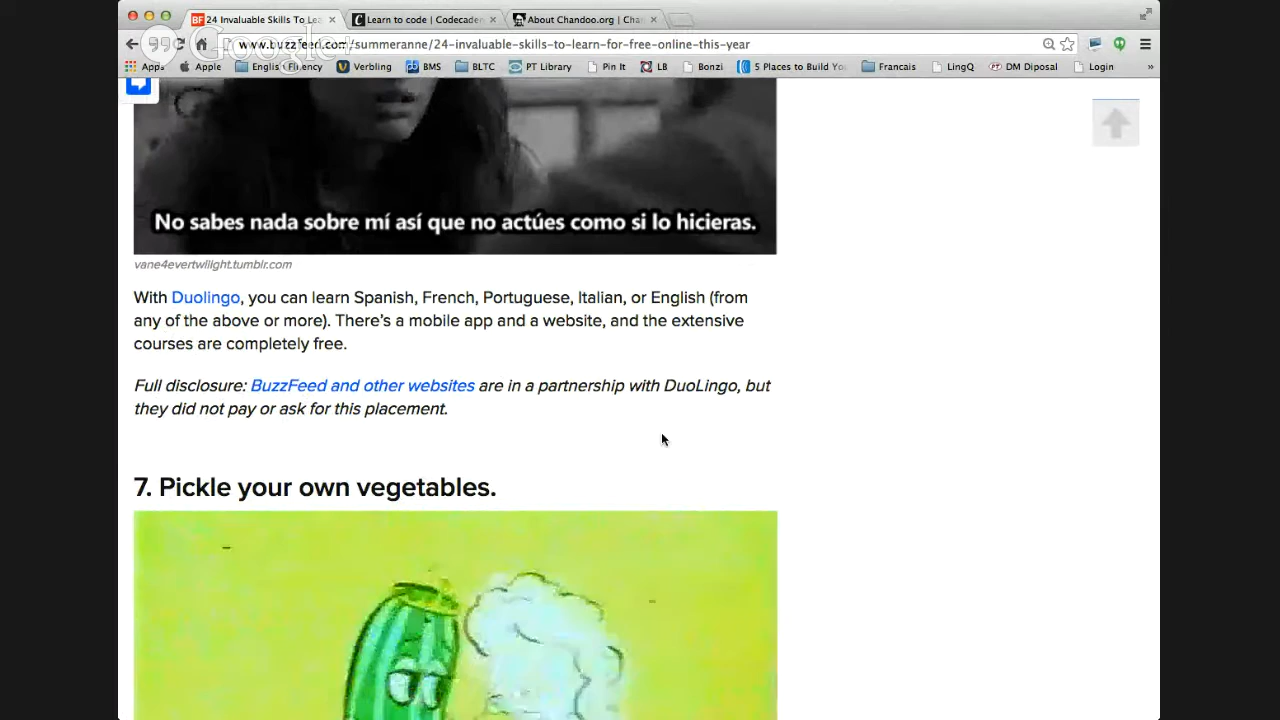 24 Invaluable Skills To Lea
Learn to code | Codecaden
About Chandoo.org | Chan
Google+
www.buzzfeed.com/summeranne/24-invaluable-skills-to-learn-for-free-online-this-year
Apps Apple English Fluency Verbling BMS BLTC PT Library Pin It LB Bonzi 5 Places to Build Yo Francais LingQ DM Diposal Login »
No sabes nada sobre mí así que no actúes como si lo hicieras.
vane4evertwilight.tumblr.com
With Duolingo, you can learn Spanish, French, Portuguese, Italian, or English (from
any of the above or more). There's a mobile app and a website, and the extensive
courses are completely free.
Full disclosure: BuzzFeed and other websites are in a partnership with DuoLingo, but
they did not pay or ask for this placement.
7. Pickle your own vegetables.